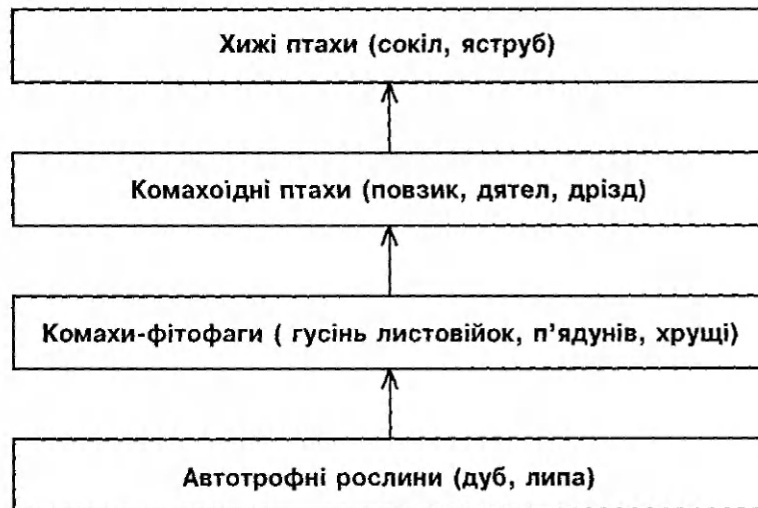 Хижі птахи (сокіл, яструб)
Комахоїдні птахи (повзик, дятел, дрізд)
Комахи-фітофаги ( гусінь листовійок, п'ядунів, хрущі)
Автотрофні рослини (дуб, липа)